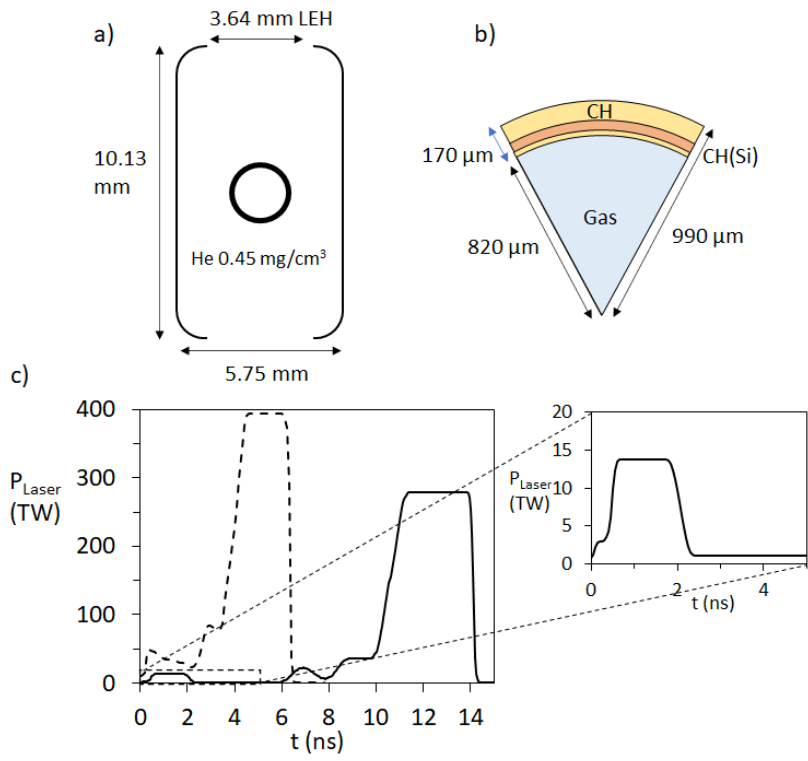 a)
3.64 mm LEH
10.13
mm
He 0.45 mg/cm³
5.75 mm
b)
CH
170 µm
CH(Si)
Gas
820 µm
990 µm
c)
400
300
200
100
0
P_Laser
(TW)
0 2 4 6 8 10 12 14
t (ns)
20
15
10
5
0
P_Laser
(TW)
0 2 4
t (ns)